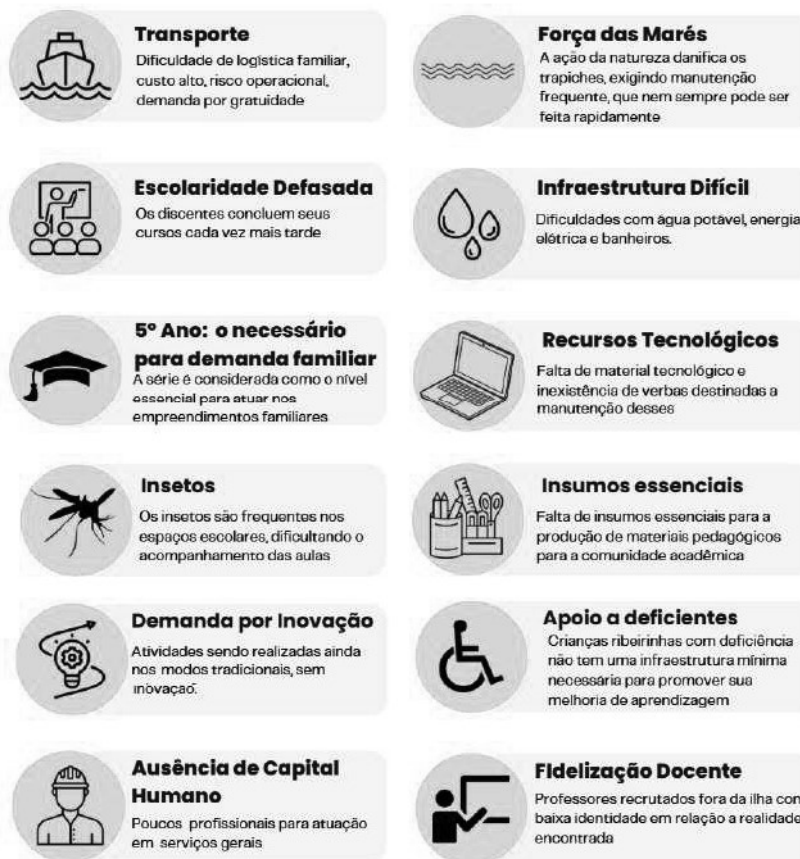 Transporte
Dificuldade de logística familiar,
custo alto, risco operacional,
demanda por gratuidade
Força das Marés
A ação da natureza danifica os
trapiches, exigindo manutenção
frequente, que nem sempre pode ser
feita rapidamente
Escolaridade Defasada
Os discentes concluem seus
cursos cada vez mais tarde
Infraestrutura Difícil
Dificuldades com água potável, energia
elétrica e banheiros.
5º Ano: o necessário
para demanda familiar
A série é considerada como o nível
essencial para atuar nos
empreendimentos familiares
Recursos Tecnológicos
Falta de material tecnológico e
inexistência de verbas destinadas a
manutenção desses
Insetos
Os insetos são frequentes nos
espaços escolares, dificultando o
acompanhamento das aulas
Insumos essenciais
Falta de insumos essenciais para a
produção de materiais pedagógicos
para a comunidade acadêmica
Demanda por Inovação
Atividades sendo realizadas ainda
nos modos tradicionais, sem
inovação.
Apoio a deficientes
Crianças ribeirinhas com deficiência
não tem uma infraestrutura mínima
necessária para promover sua
melhoria de aprendizagem
Ausência de Capital
Humano
Poucos profissionais para atuação
em serviços gerais
FIdelização Docente
Professores recrutados fora da ilha con
baixa identidade em relação a realidade
encontrada